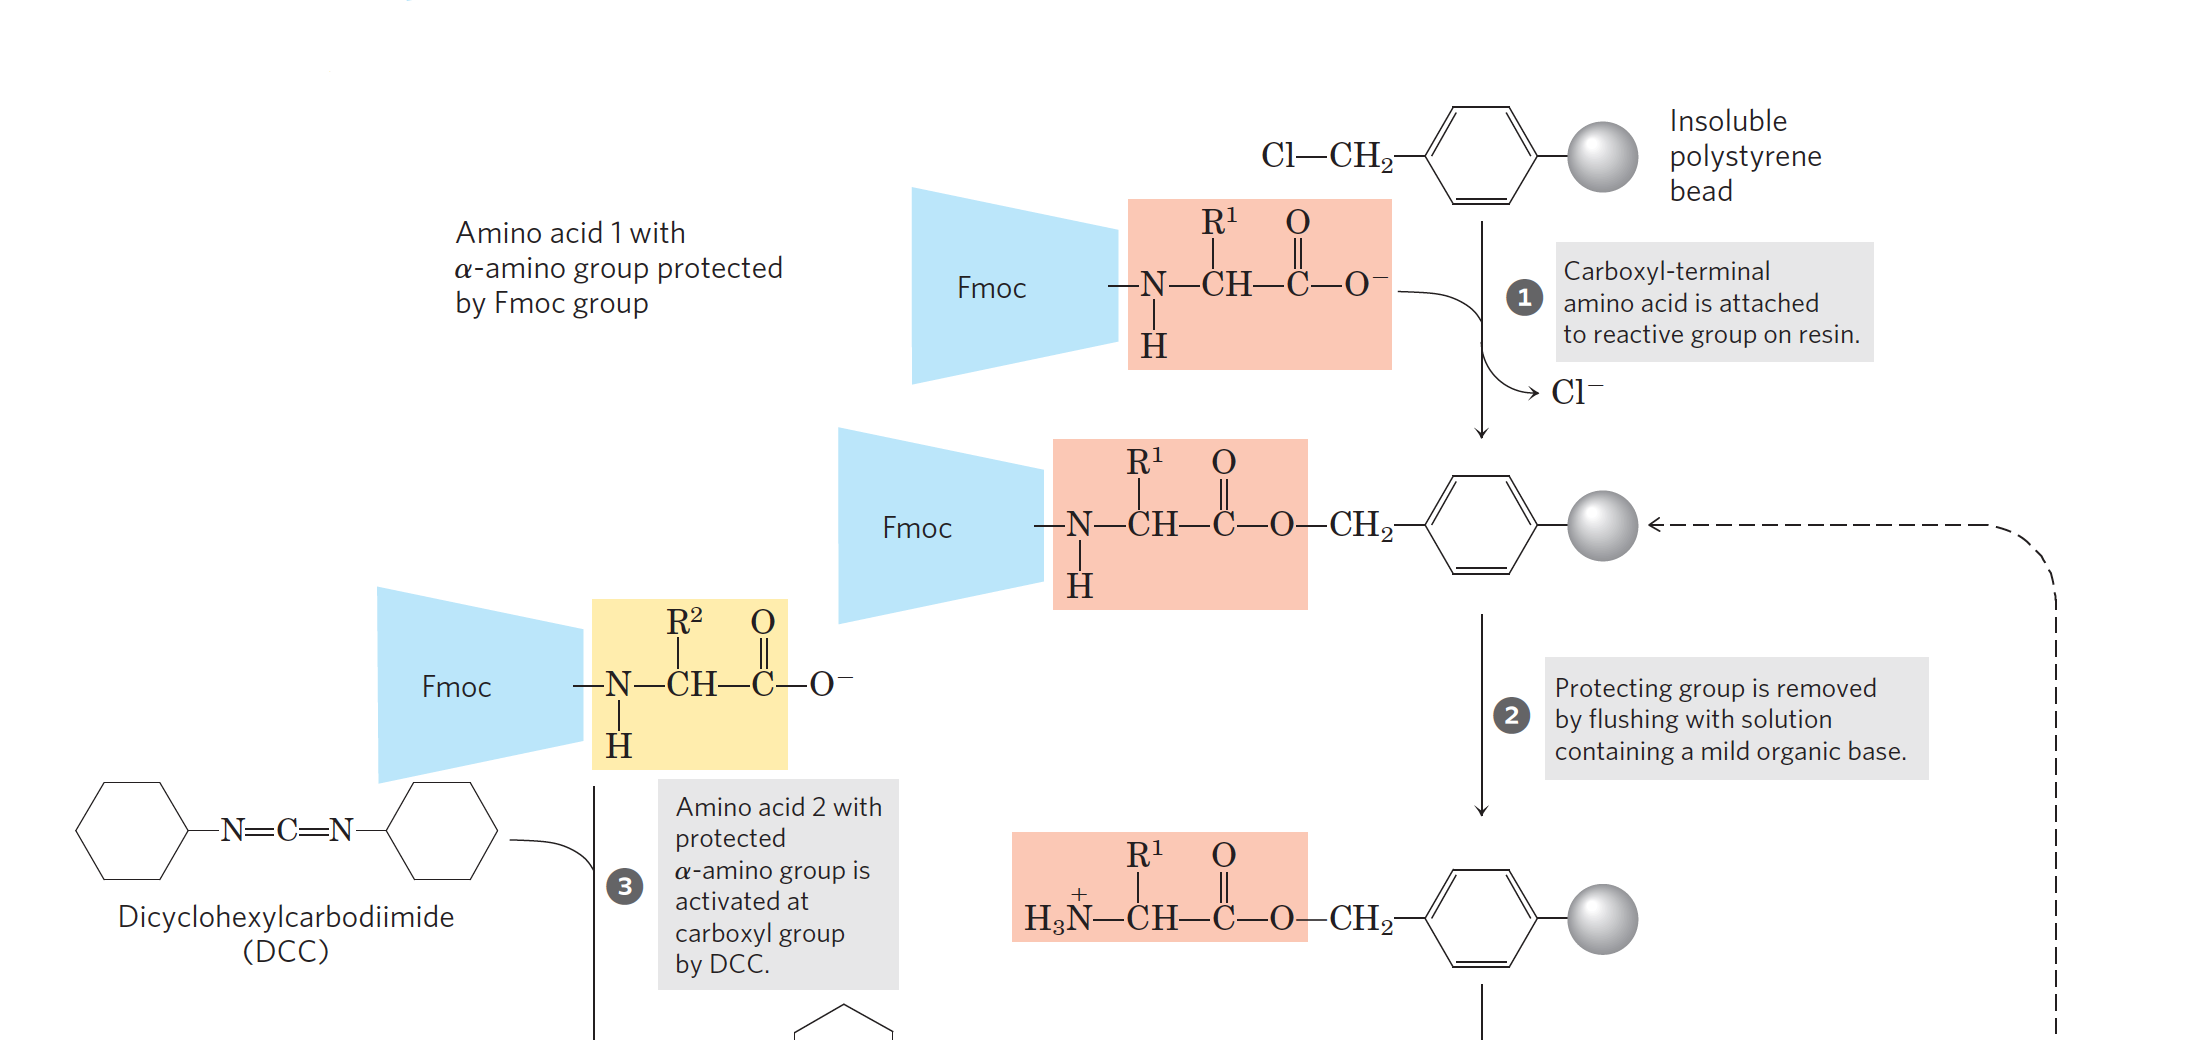 Cl—CH₂
Insoluble
polystyrene
bead
Amino acid 1 with
α-amino group protected
by Fmoc group
Fmoc
R¹ O
—N—CH—C—O⁻
H
1
Carboxyl-terminal
amino acid is attached
to reactive group on resin.
Cl⁻
Fmoc
R¹ O
—N—CH—C—O—CH₂
H
Fmoc
R² O
—N—CH—C—O⁻
H
2
Protecting group is removed
by flushing with solution
containing a mild organic base.
N=C=N
Dicyclohexylcarbodiimide
(DCC)
3
Amino acid 2 with
protected
α-amino group is
activated at
carboxyl group
by DCC.
R¹ O
+
H₃N—CH—C—O—CH₂